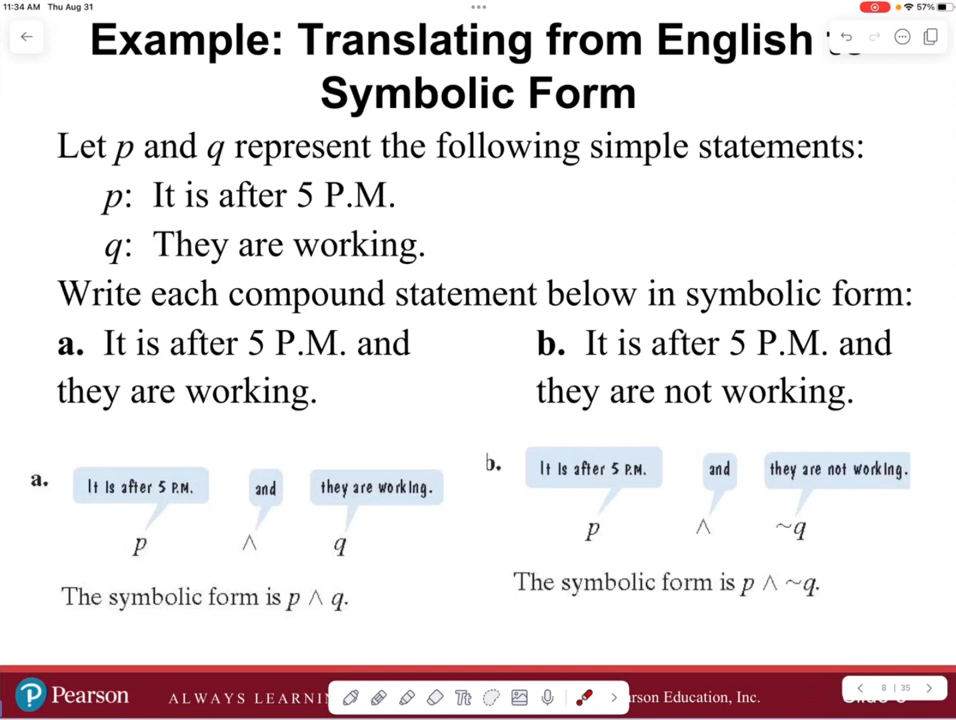 11:34 AM Thu Aug 31
57%
Example: Translating from English
Symbolic Form
Let p and q represent the following simple statements:
p: It is after 5 P.M.
q: They are working.
Write each compound statement below in symbolic form:
a. It is after 5 P.M. and
they are working.
b. It is after 5 P.M. and
they are not working.
a. It is after 5 P.M. and they are working.
p ∧ q
The symbolic form is p ∧ q.
b. It is after 5 P.M. and they are not working.
p ∧ ~q
The symbolic form is p ∧ ~q.
Pearson ALWAYS LEARNIN
Tt
rson Education, Inc.
8 | 35